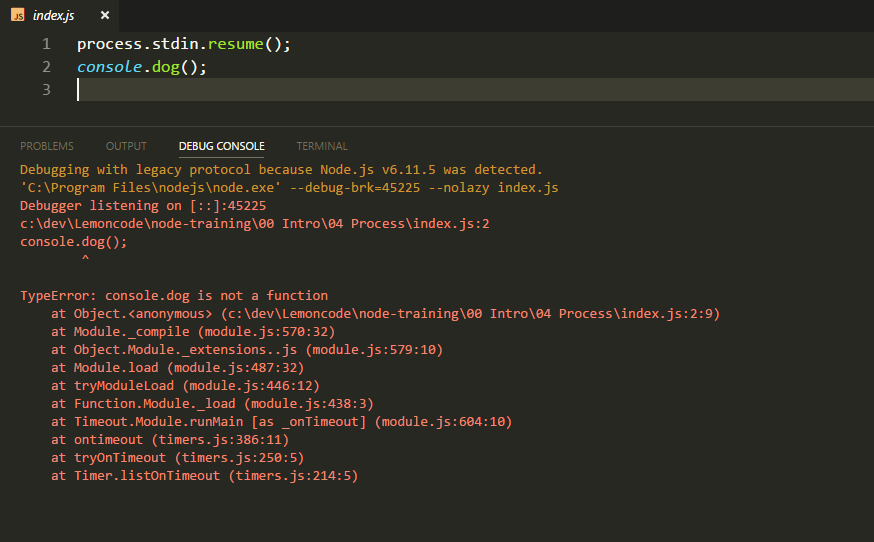 JS index.js ×
1 process.stdin.resume();
2 console.dog();
3
PROBLEMS OUTPUT DEBUG CONSOLE TERMINAL
Debugging with legacy protocol because Node.js v6.11.5 was detected.
'C:\Program Files\nodejs\node.exe' --debug-brk=45225 --nolazy index.js
Debugger listening on [::]:45225
c:\dev\Lemoncode\node-training\00 Intro\04 Process\index.js:2
console.dog();
        ^
TypeError: console.dog is not a function
    at Object.<anonymous> (c:\dev\Lemoncode\node-training\00 Intro\04 Process\index.js:2:9)
    at Module._compile (module.js:570:32)
    at Object.Module._extensions..js (module.js:579:10)
    at Module.load (module.js:487:32)
    at tryModuleLoad (module.js:446:12)
    at Function.Module._load (module.js:438:3)
    at Timeout.Module.runMain [as _onTimeout] (module.js:604:10)
    at ontimeout (timers.js:386:11)
    at tryOnTimeout (timers.js:250:5)
    at Timer.listOnTimeout (timers.js:214:5)